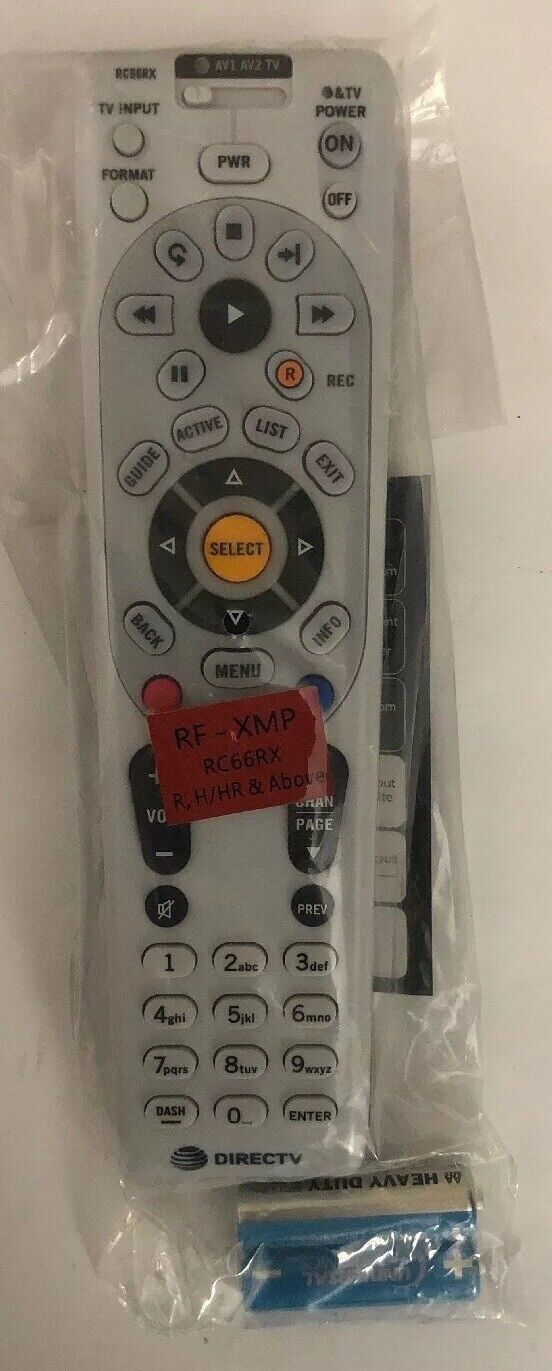 RC66RX
AV1 AV2 TV
TV INPUT
&TV
POWER
PWR
ON
FORMAT
OFF
R
REC
ACTIVE
LIST
GUIDE
EXIT
SELECT
BACK
INFO
MENU
RF - XMP
RC66RX
R, H/HR & Above
CHAN
PAGE
PREV
1
2abc
3def
4ghi
5jkl
6mno
7pqrs
8tuv
9wxyz
DASH
0
ENTER
DIRECTV
AA HEAVY DUTY